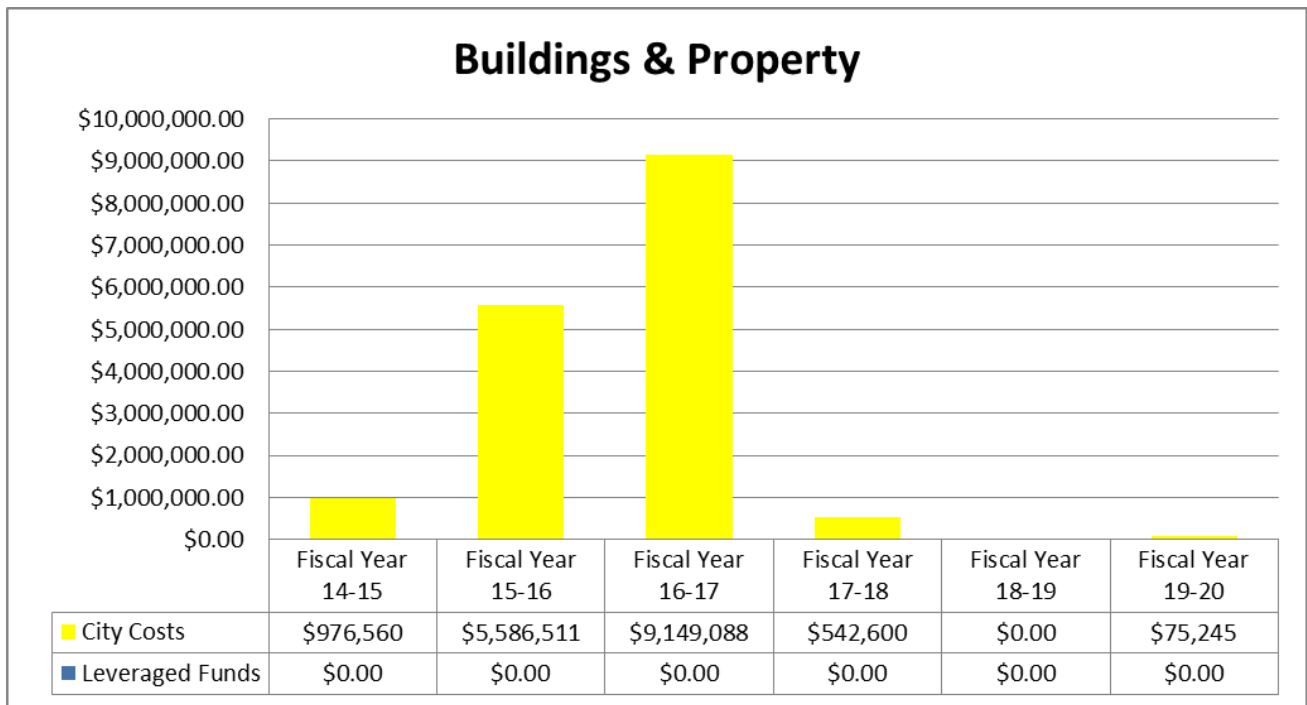 Buildings & Property
$10,000,000.00
$9,000,000.00
$8,000,000.00
$7,000,000.00
$6,000,000.00
$5,000,000.00
$4,000,000.00
$3,000,000.00
$2,000,000.00
$1,000,000.00
$0.00
Fiscal Year Fiscal Year Fiscal Year Fiscal Year Fiscal Year Fiscal Year
14-15 15-16 16-17 17-18 18-19 19-20
City Costs $976,560 $5,586,511 $9,149,088 $542,600 $0.00 $75,245
Leveraged Funds $0.00 $0.00 $0.00 $0.00 $0.00 $0.00